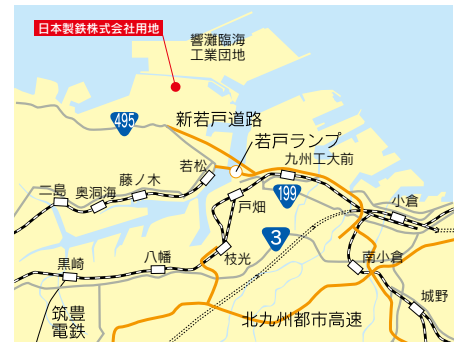 日本製鉄株式会社用地
響灘臨海
工業団地
495
新若戸道路
若戸ランプ
九州工大前
若松
藤ノ木
奥洞海
二島
戸畑
199
小倉
3
枝光
八幡
黒崎
南小倉
城野
筑豊
電鉄
北九州都市高速